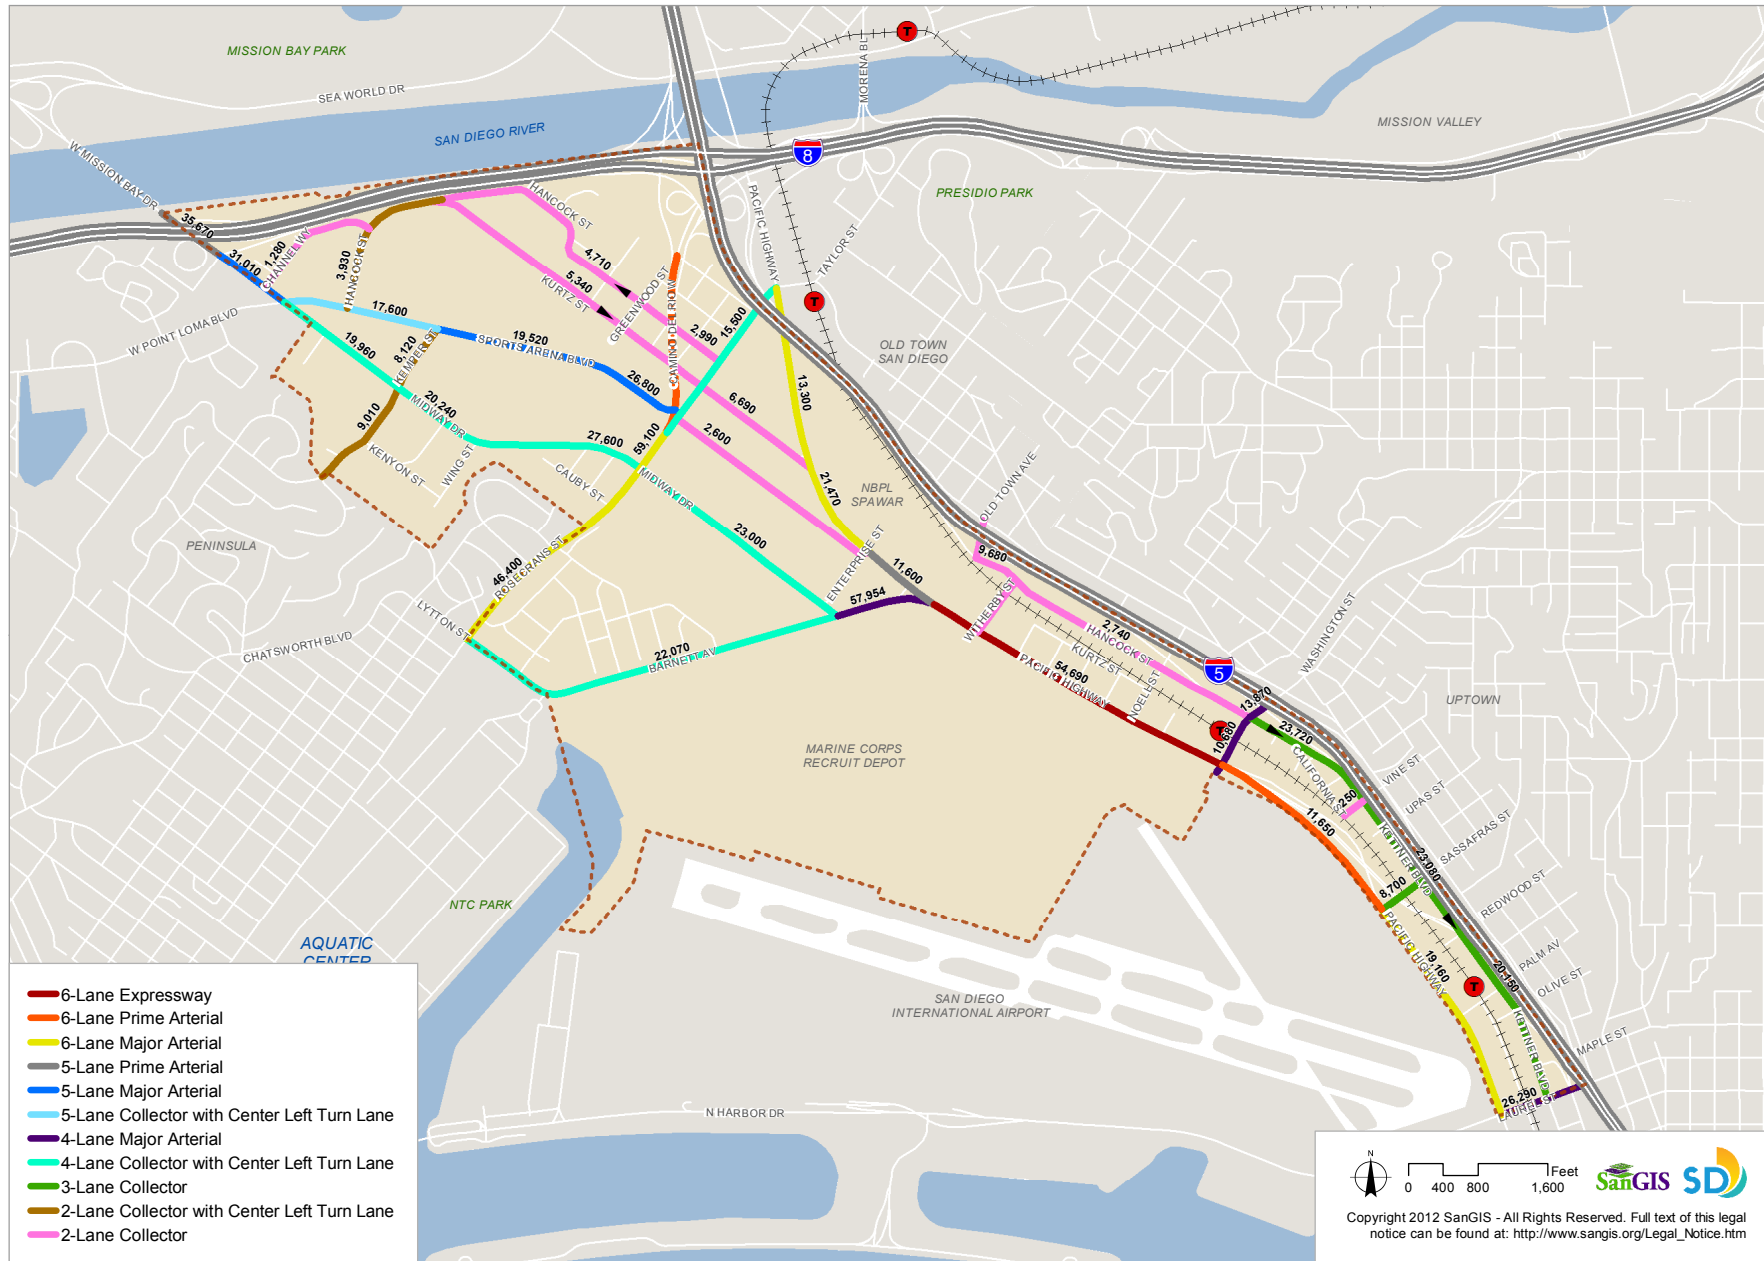 MISSION BAY PARK
SEA WORLD DR
SAN DIEGO RIVER
MORENA BL
T
8
MISSION VALLEY
W MISSION BAY DR
PRESIDIO PARK
PACIFIC HIGHWAY
TAYLOR ST
HANCOCK ST
35,670
31,010
1,280
CHANNEL WY
3,930
HANCOCK ST
4,710
5,340
KURTZ ST
GREENWOOD ST
CAMINO DEL RIO W
2,990
15,500
T
17,600
W POINT LOMA BLVD
19,960
8,120
KEMPER ST
19,520
SPORTS ARENA BLVD
26,800
OLD TOWN
SAN DIEGO
13,300
6,690
2,600
20,240
MIDWAY DR
9,010
KENYON ST
WING ST
27,600
59,100
CAUBY ST
MIDWAY DR
21,470
NBPL
SPAWAR
OLD TOWN AVE
23,000
ENTERPRISE ST
11,600
9,680
PENINSULA
46,400
ROSECRANS ST
57,954
WITHERBY ST
LYTTON ST
CHATSWORTH BLVD
22,070
BARNETT AV
2,740
HANCOCK ST
KURTZ ST
54,690
PACIFIC HIGHWAY
NOELL ST
WASHINGTON ST
5
UPTOWN
13,870
T
10,680
23,720
CALIFORNIA ST
MARINE CORPS
RECRUIT DEPOT
VINE ST
UPAS ST
250
11,650
KETTNER BLVD
SASSAFRAS ST
23,080
8,700
REDWOOD ST
NTC PARK
PACIFIC HIGHWAY
19,160
PALM AV
OLIVE ST
20,150
T
AQUATIC
CENTER
SAN DIEGO
INTERNATIONAL AIRPORT
KETTNER BLVD
MAPLE ST
26,290
LAUREL ST
N HARBOR DR
6-Lane Expressway
6-Lane Prime Arterial
6-Lane Major Arterial
5-Lane Prime Arterial
5-Lane Major Arterial
5-Lane Collector with Center Left Turn Lane
4-Lane Major Arterial
4-Lane Collector with Center Left Turn Lane
3-Lane Collector
2-Lane Collector with Center Left Turn Lane
2-Lane Collector
N
Feet
0 400 800 1,600
SanGIS
SD
Copyright 2012 SanGIS - All Rights Reserved. Full text of this legal
notice can be found at: http://www.sangis.org/Legal_Notice.htm